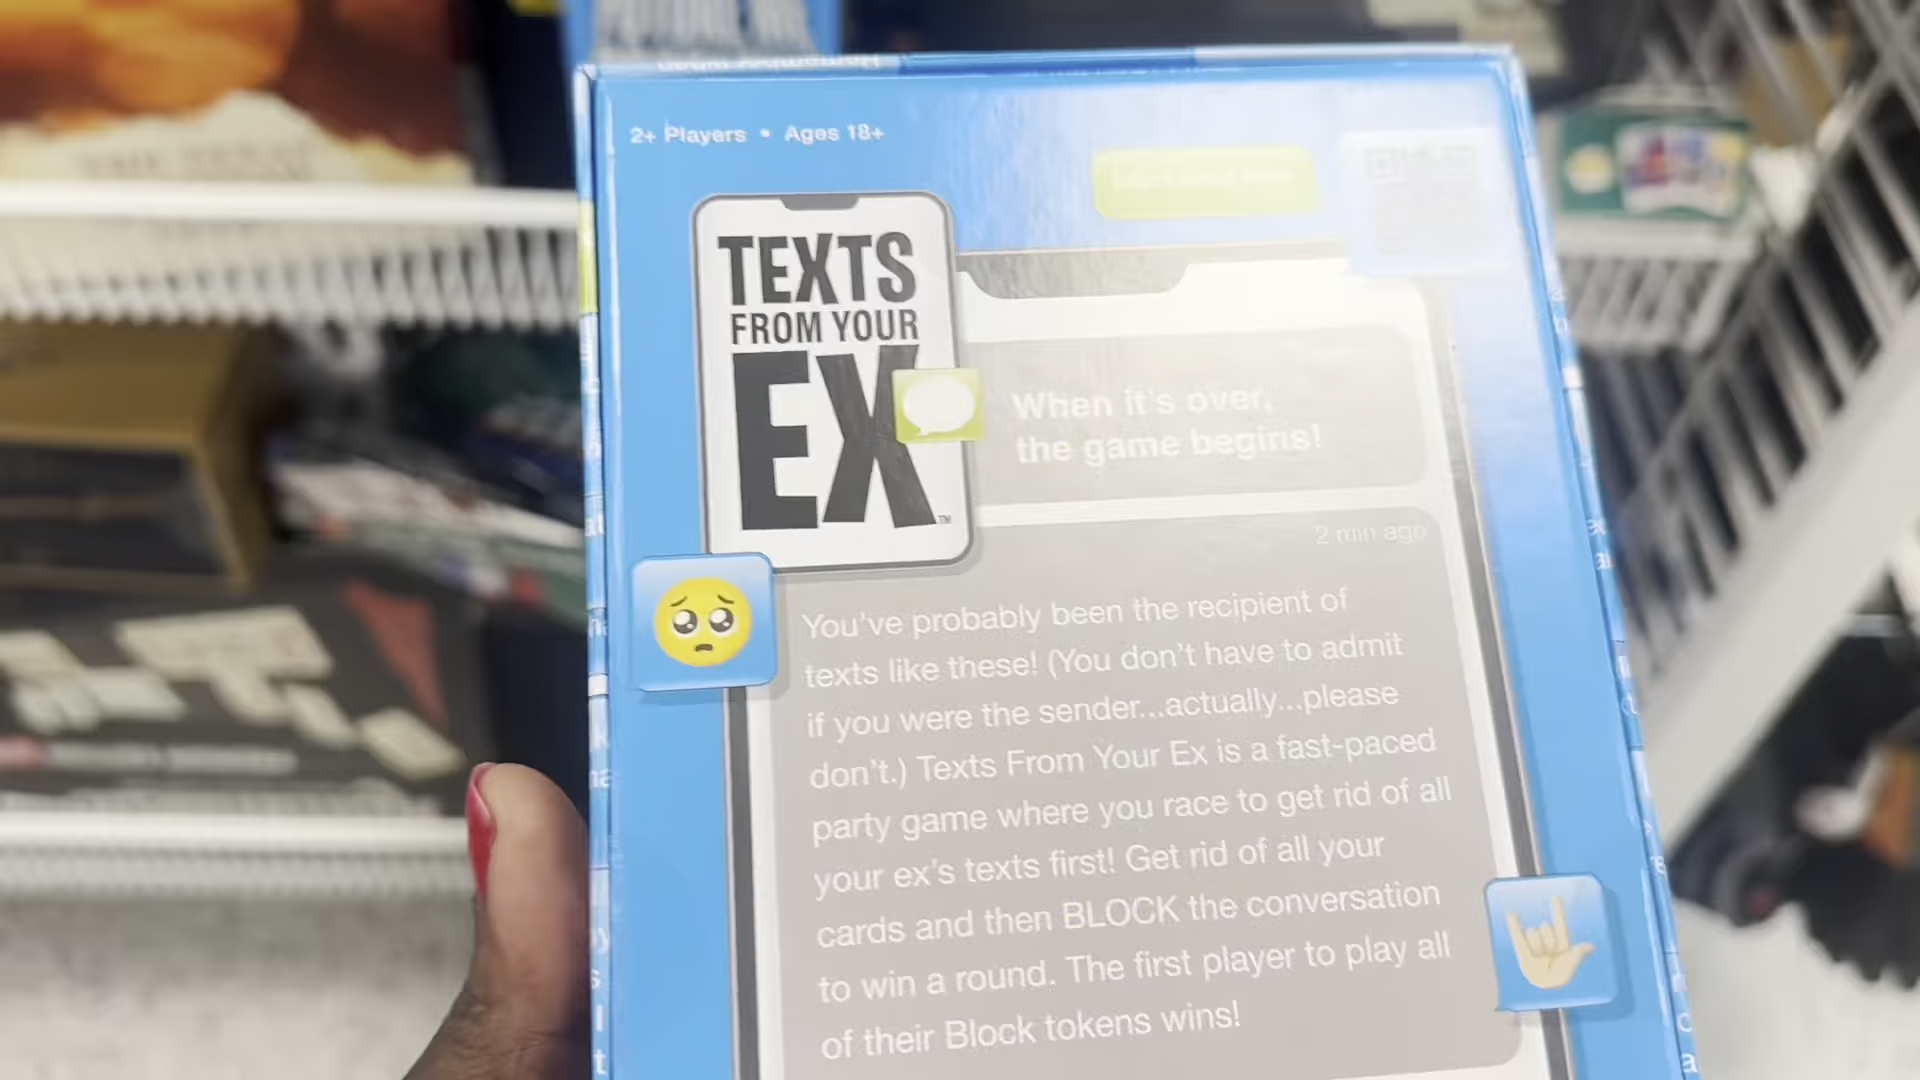 2+ Players • Ages 18+
TEXTS
FROM YOUR
EX
TM
When it's over,
the game begins!
2 min ago
You've probably been the recipient of
texts like these! (You don't have to admit
if you were the sender...actually...please
don't.) Texts From Your Ex is a fast-paced
party game where you race to get rid of all
your ex's texts first! Get rid of all your
cards and then BLOCK the conversation
to win a round. The first player to play all
of their Block tokens wins!